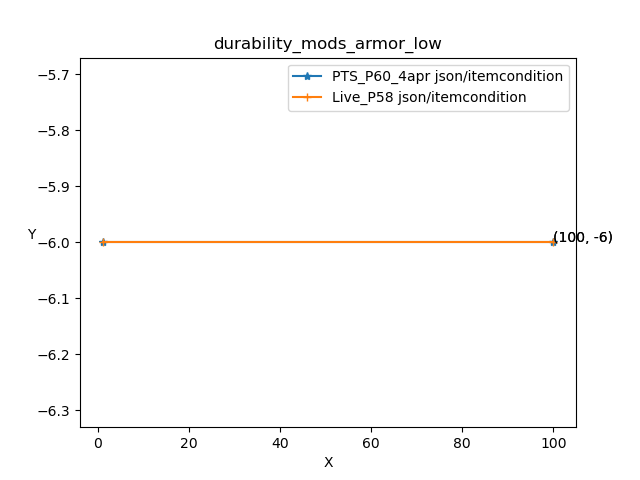 durability_mods_armor_low
PTS_P60_4apr json/itemcondition
Live_P58 json/itemcondition
−5.7
−5.8
−5.9
Y
−6.0
(100, -6)
−6.1
−6.2
−6.3
0
20
40
60
80
100
X